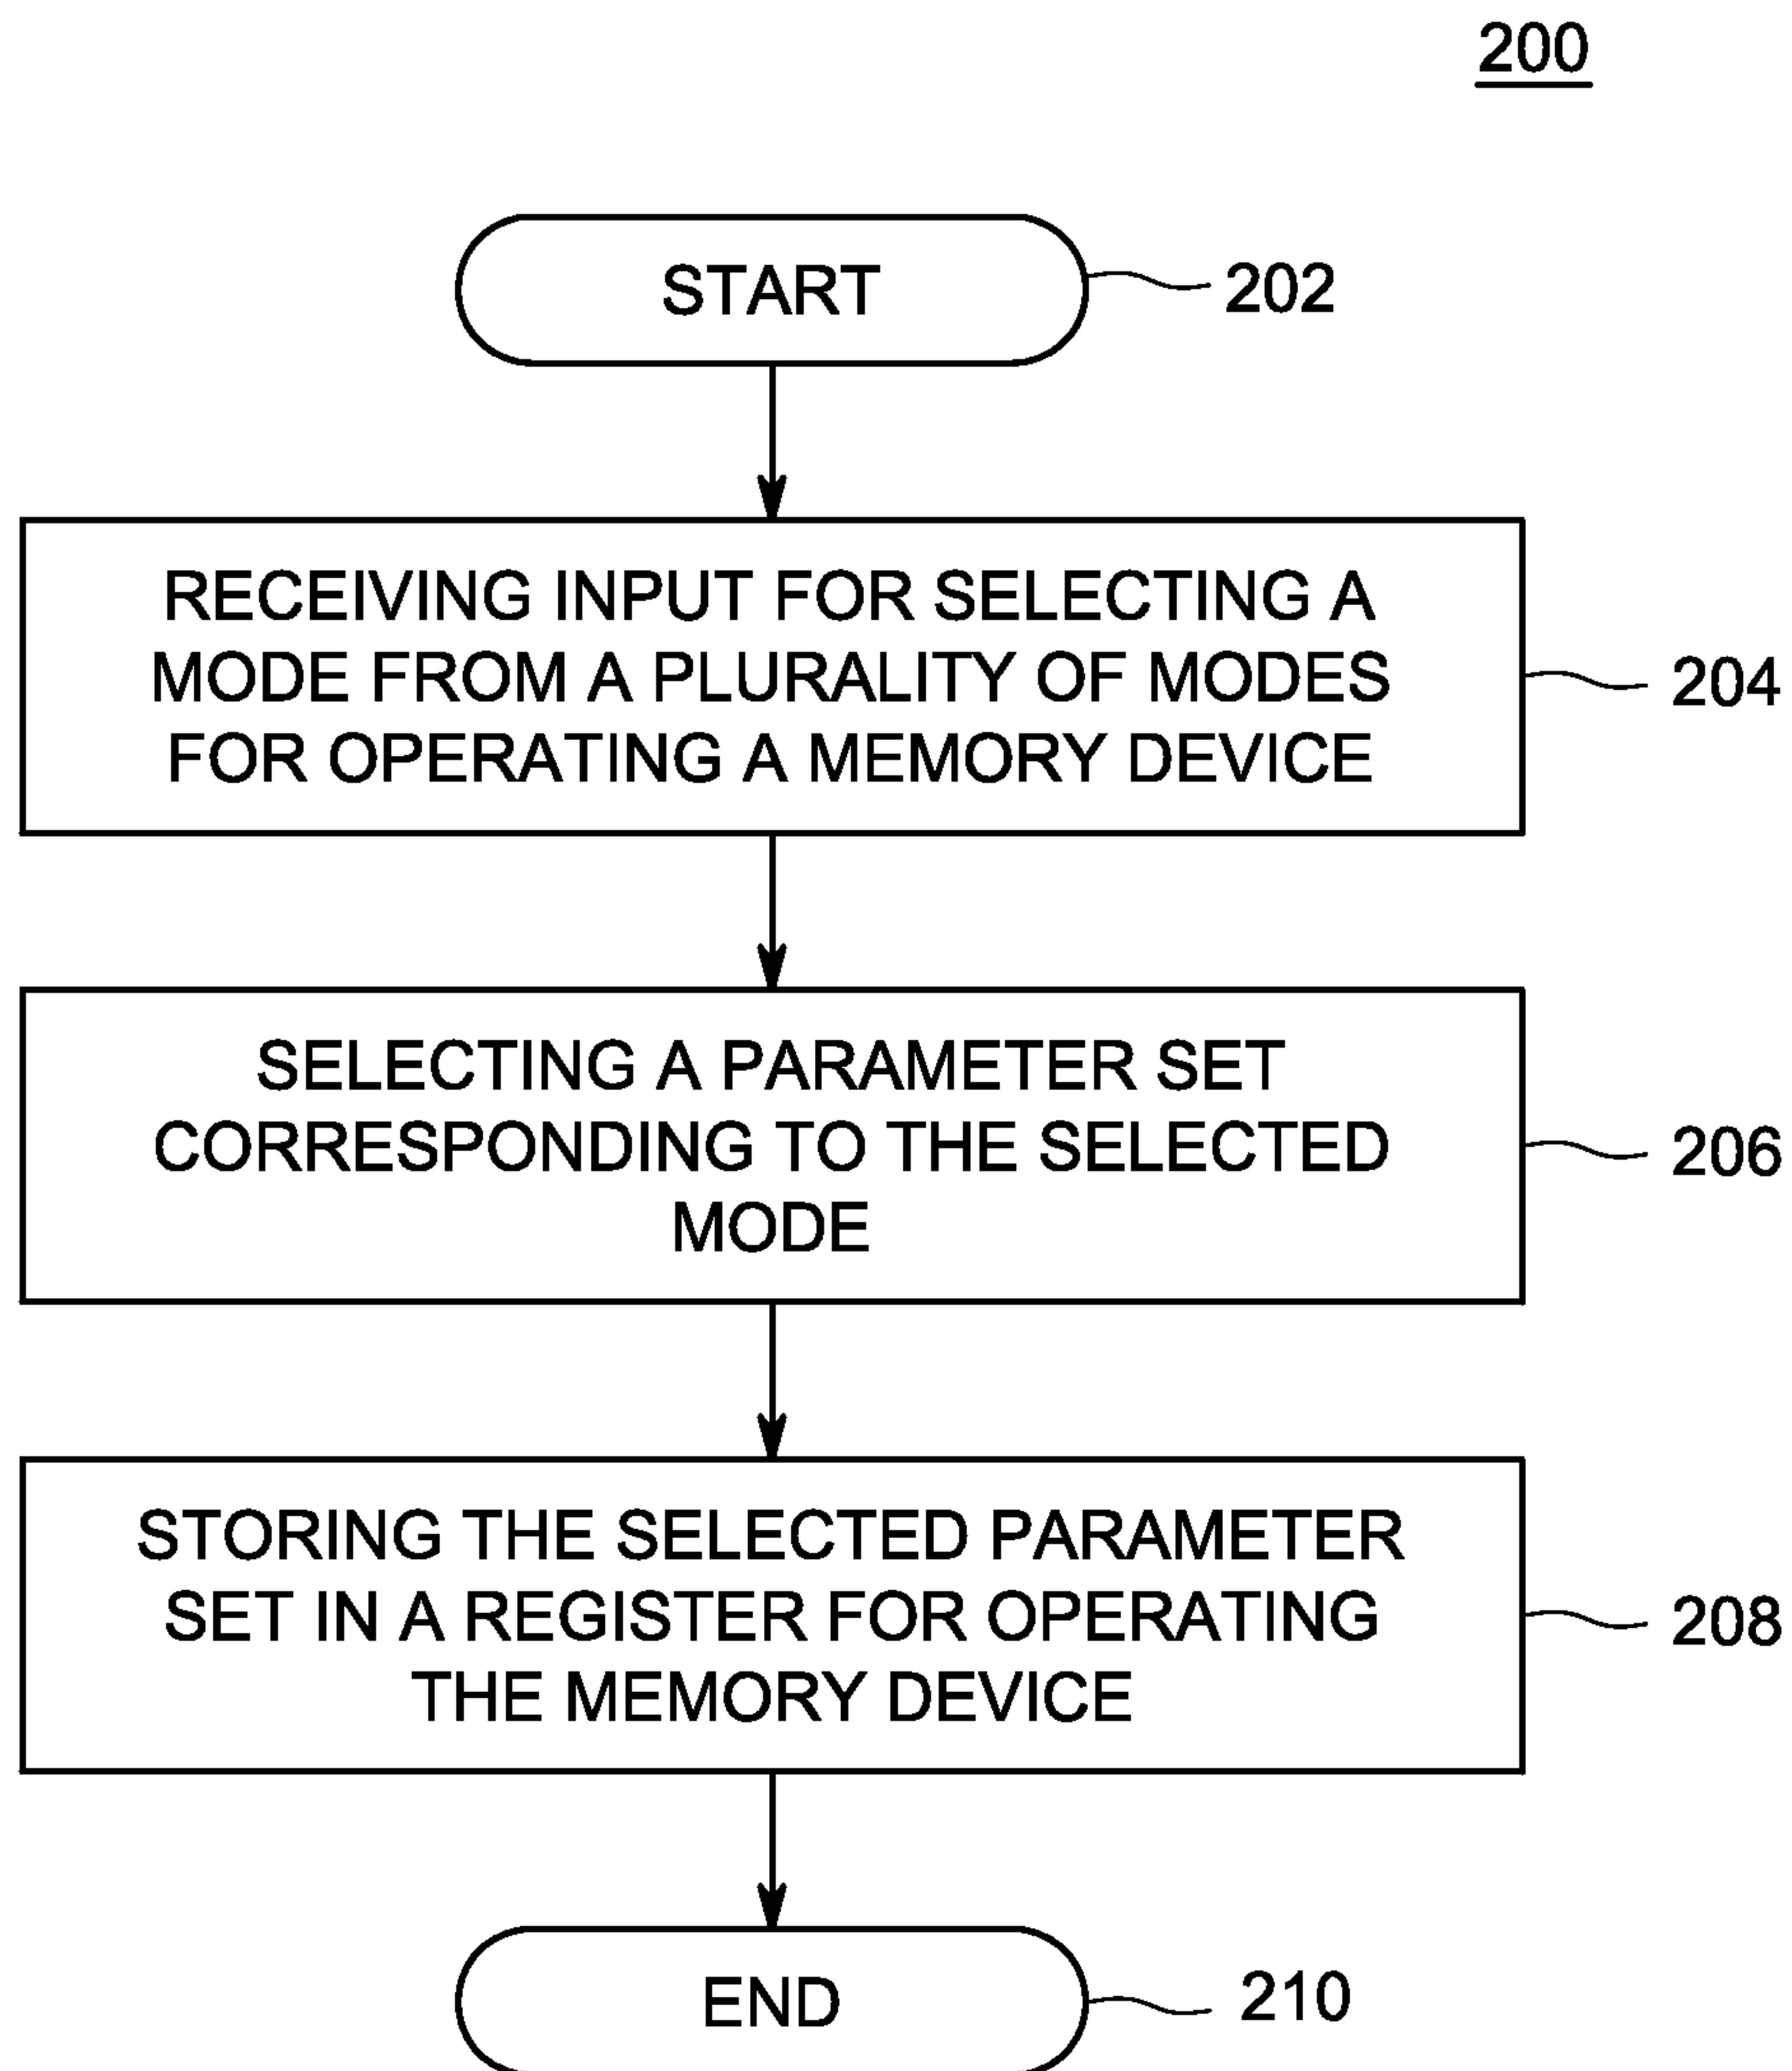 200
START
202
RECEIVING INPUT FOR SELECTING A
MODE FROM A PLURALITY OF MODES
FOR OPERATING A MEMORY DEVICE
204
SELECTING A PARAMETER SET
CORRESPONDING TO THE SELECTED
MODE
206
STORING THE SELECTED PARAMETER
SET IN A REGISTER FOR OPERATING
THE MEMORY DEVICE
208
END
210